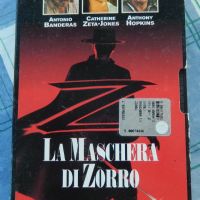 ANTONIO BANDERAS
CATHERINE ZETA-JONES
ANTHONY HOPKINS
LA MASCHERA
DI ZORRO